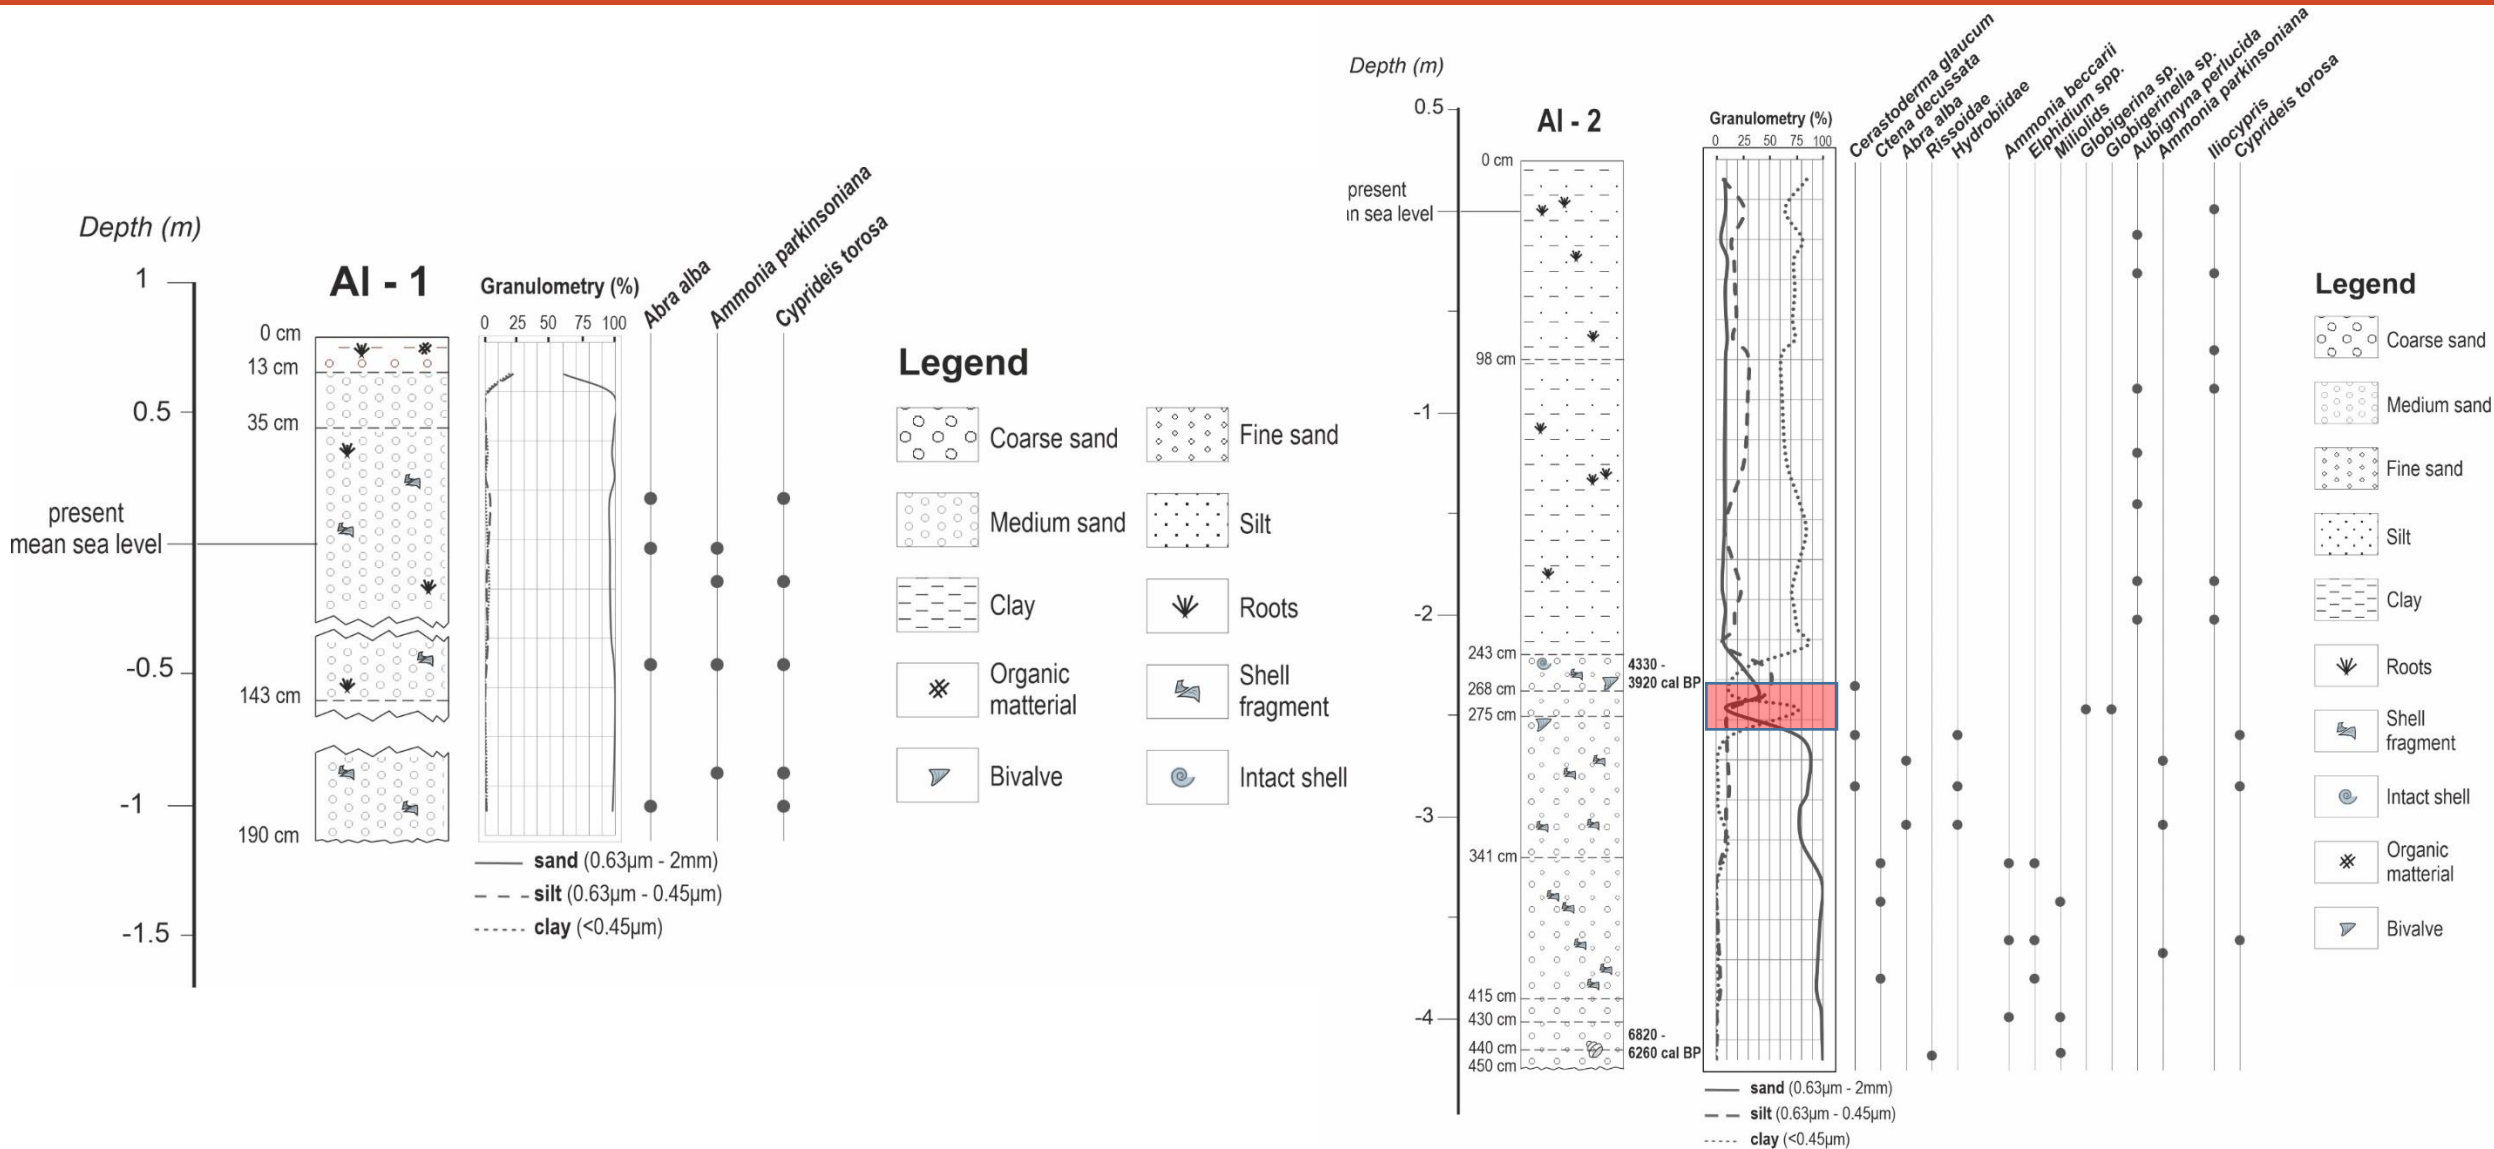 Depth (m)
1
0.5
present
mean sea level
-0.5
-1
-1.5
Al - 1
0 cm
13 cm
35 cm
143 cm
190 cm
Granulometry (%)
0 25 50 75 100
Abra alba
Ammonia parkinsoniana
Cyprideis torosa
sand (0.63µm - 2mm)
silt (0.63µm - 0.45µm)
clay (<0.45µm)
Legend
Coarse sand
Fine sand
Medium sand
Silt
Clay
Roots
Organic
matterial
Shell
fragment
Bivalve
Intact shell
Depth (m)
0.5
present
n sea level
-1
-2
-3
-4
Al - 2
0 cm
98 cm
243 cm
268 cm
275 cm
341 cm
415 cm
430 cm
440 cm
450 cm
4330 -
3920 cal BP
6820 -
6260 cal BP
Granulometry (%)
0 25 50 75 100
Cerastoderma glaucum
Ctena decussata
Abra alba
Rissoidae
Hydrobiidae
Ammonia beccarii
Elphidium spp.
Miliolids
Globigerina sp.
Globigerinella sp.
Aubignyna perlucida
Ammonia parkinsoniana
Iliocypris
Cyprideis torosa
sand (0.63µm - 2mm)
silt (0.63µm - 0.45µm)
clay (<0.45µm)
Legend
Coarse sand
Medium sand
Fine sand
Silt
Clay
Roots
Shell
fragment
Intact shell
Organic
matterial
Bivalve